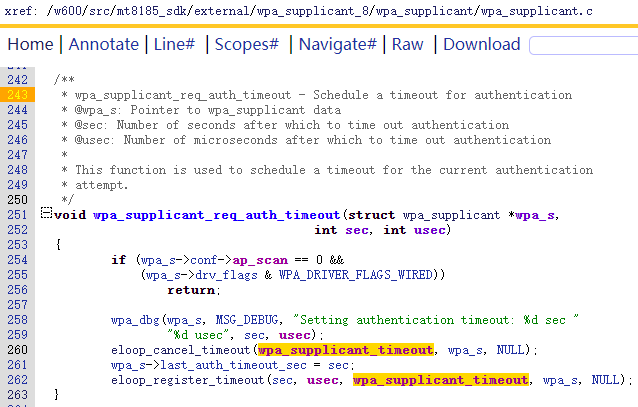 xref: /w600/src/mt8185_sdk/external/wpa_supplicant_8/wpa_supplicant/wpa_supplicant.c
Home | Annotate | Line# | Scopes# | Navigate# | Raw | Download
242 /**
243  * wpa_supplicant_req_auth_timeout - Schedule a timeout for authentication
244  * @wpa_s: Pointer to wpa_supplicant data
245  * @sec: Number of seconds after which to time out authentication
246  * @usec: Number of microseconds after which to time out authentication
247  *
248  * This function is used to schedule a timeout for the current authentication
249  * attempt.
250  */
251 void wpa_supplicant_req_auth_timeout(struct wpa_supplicant *wpa_s,
252 int sec, int usec)
253 {
254 if (wpa_s->conf->ap_scan == 0 &&
255 (wpa_s->drv_flags & WPA_DRIVER_FLAGS_WIRED))
256 return;
257
258 wpa_dbg(wpa_s, MSG_DEBUG, "Setting authentication timeout: %d sec "
259 "%d usec", sec, usec);
260 eloop_cancel_timeout(wpa_supplicant_timeout, wpa_s, NULL);
261 wpa_s->last_auth_timeout_sec = sec;
262 eloop_register_timeout(sec, usec, wpa_supplicant_timeout, wpa_s, NULL);
263 }